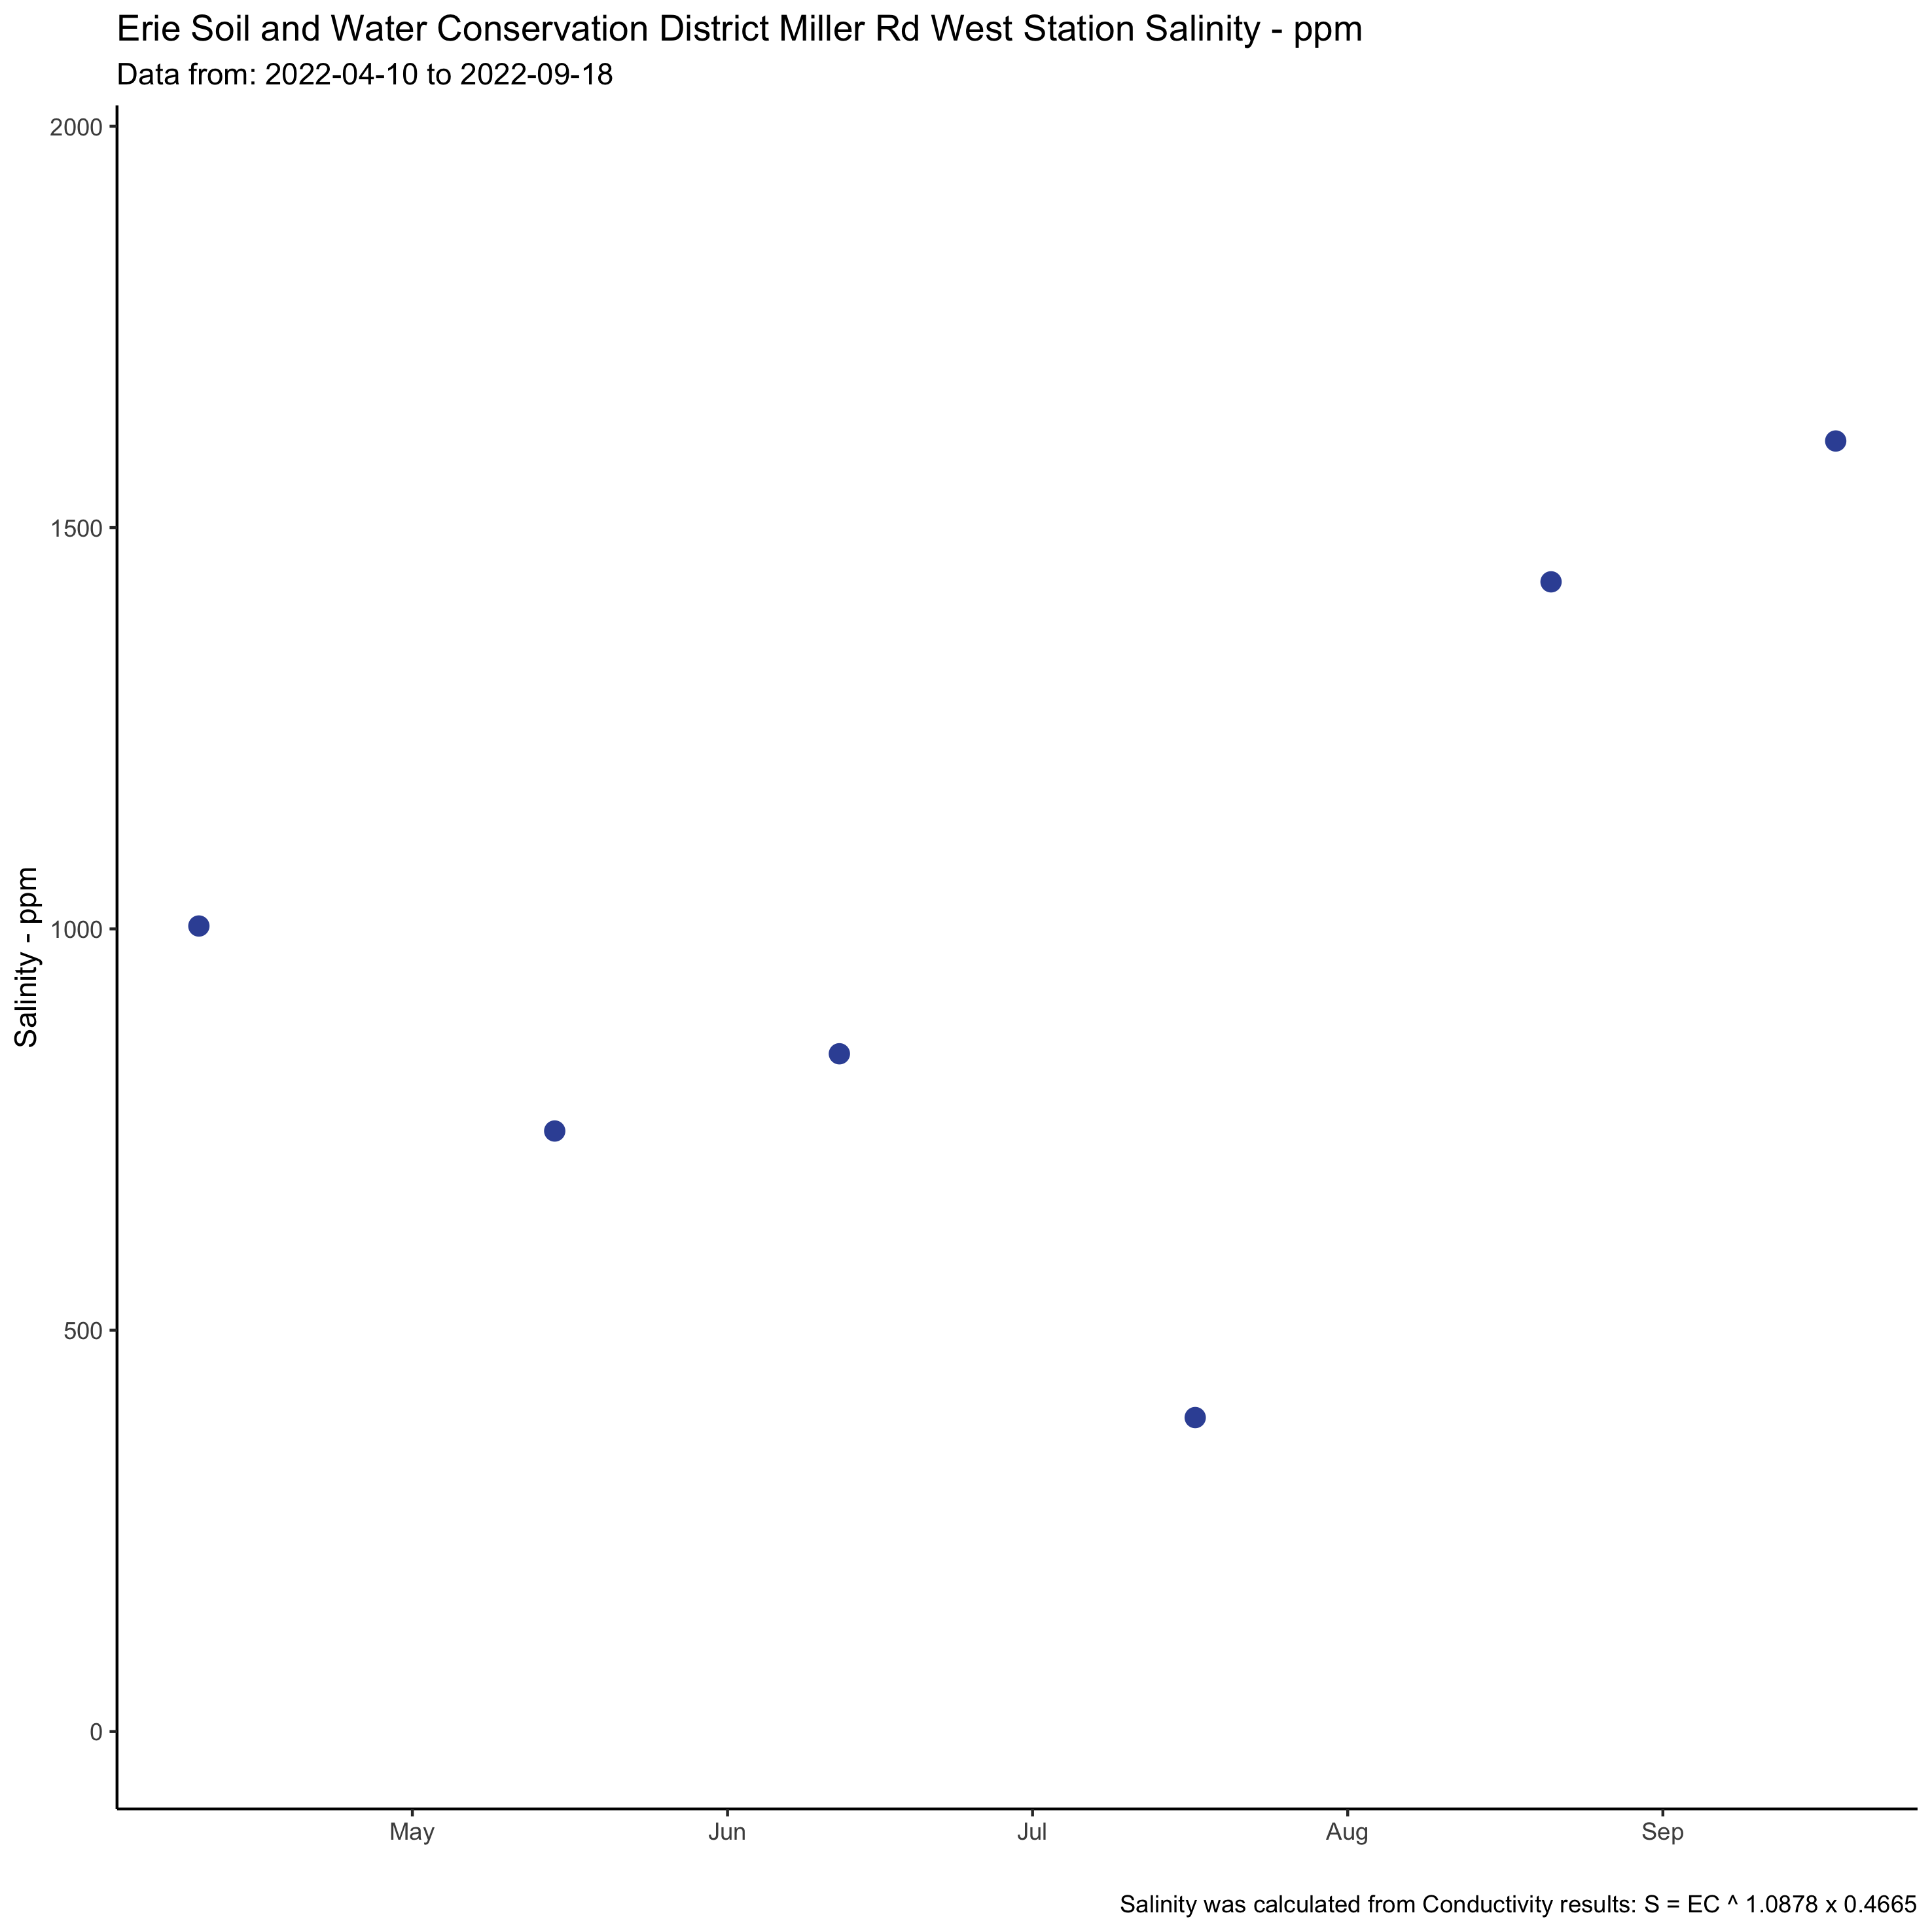 Erie Soil and Water Conservation District Miller Rd West Station Salinity - ppm
Data from: 2022-04-10 to 2022-09-18
2000
1500
1000
500
0
Salinity - ppm
May Jun Jul Aug Sep
Salinity was calculated from Conductivity results: S = EC ^ 1.0878 x 0.4665